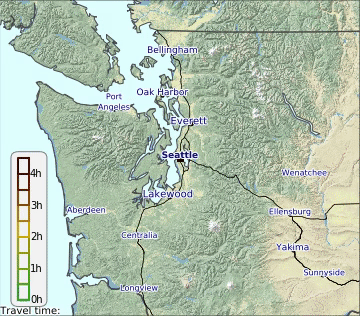 Bellingham
Oak Harbor
Port
Angeles
Everett
Seattle
Wenatchee
Lakewood
Aberdeen
Ellensburg
Centralia
Yakima
Sunnyside
Longview
4h
3h
2h
1h
0h
Travel time: